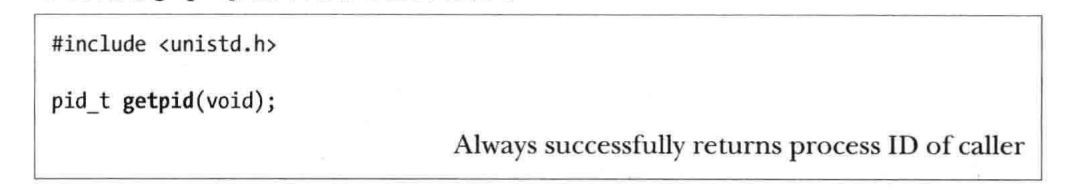 #include <unistd.h>
pid_t getpid(void);
Always successfully returns process ID of caller